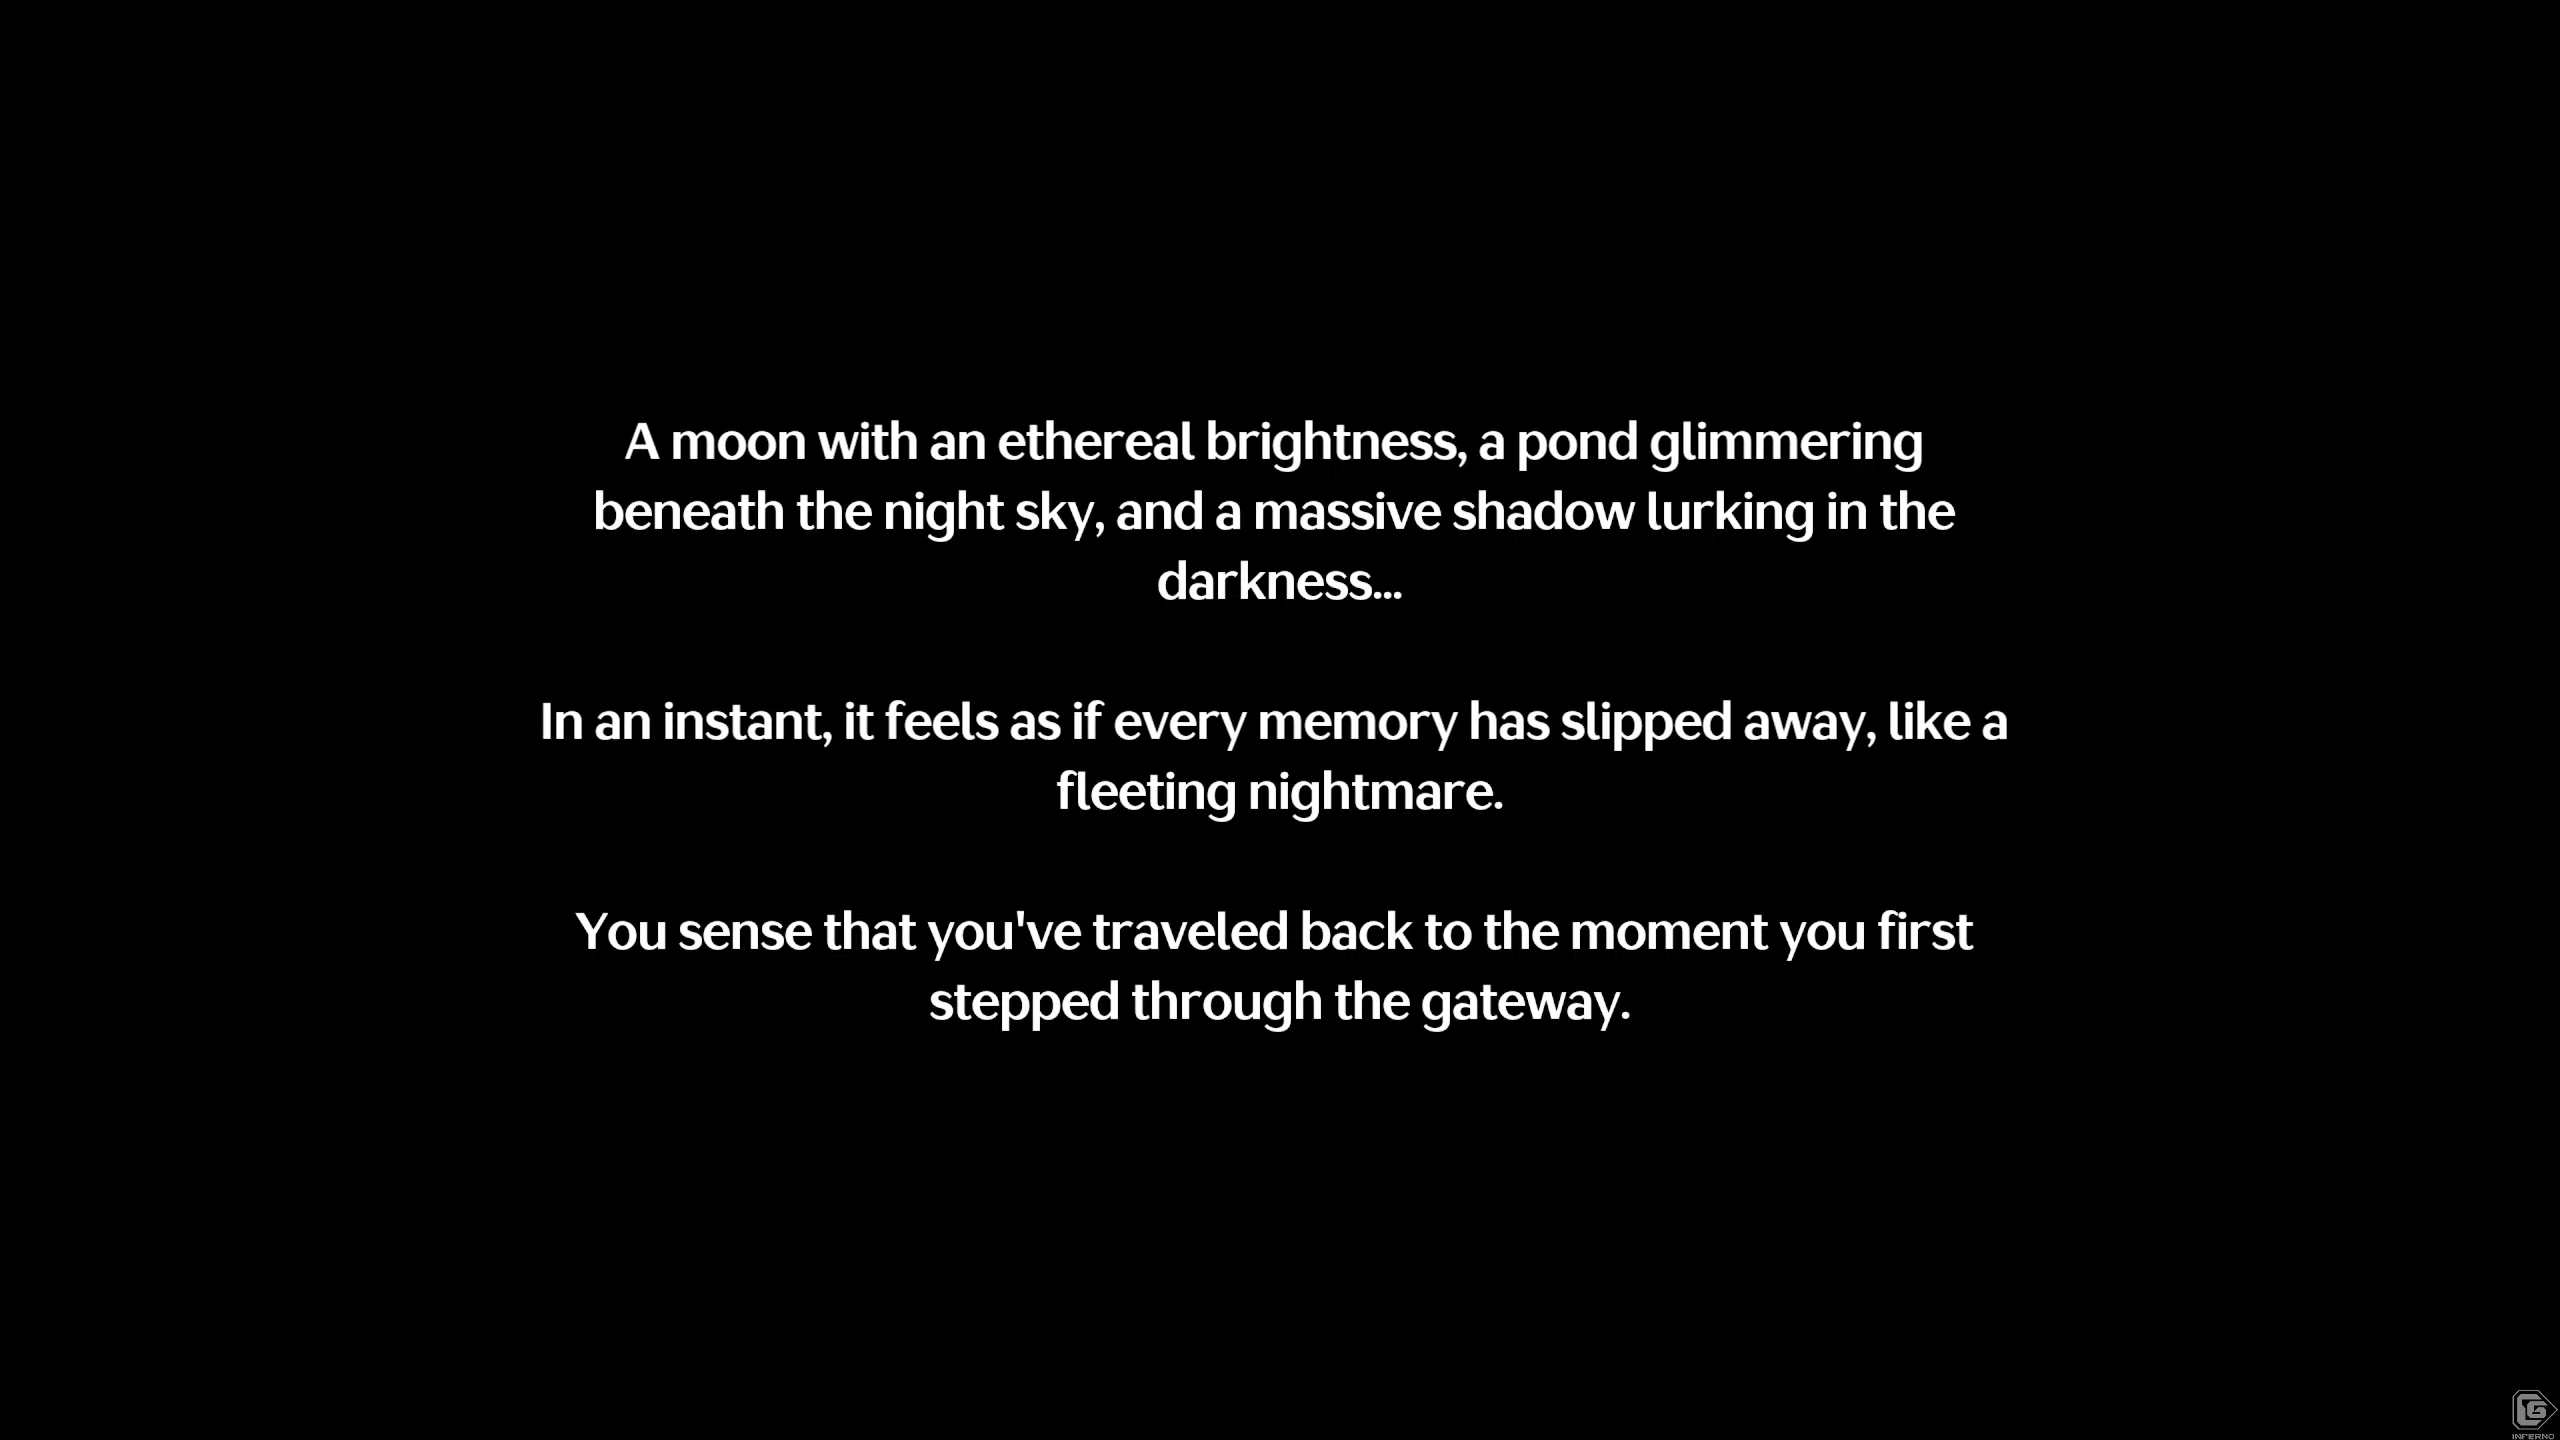 A moon with an ethereal brightness, a pond glimmering
beneath the night sky, and a massive shadow lurking in the
darkness...
In an instant, it feels as if every memory has slipped away, like a
fleeting nightmare.
You sense that you've traveled back to the moment you first
stepped through the gateway.
INFIERNO